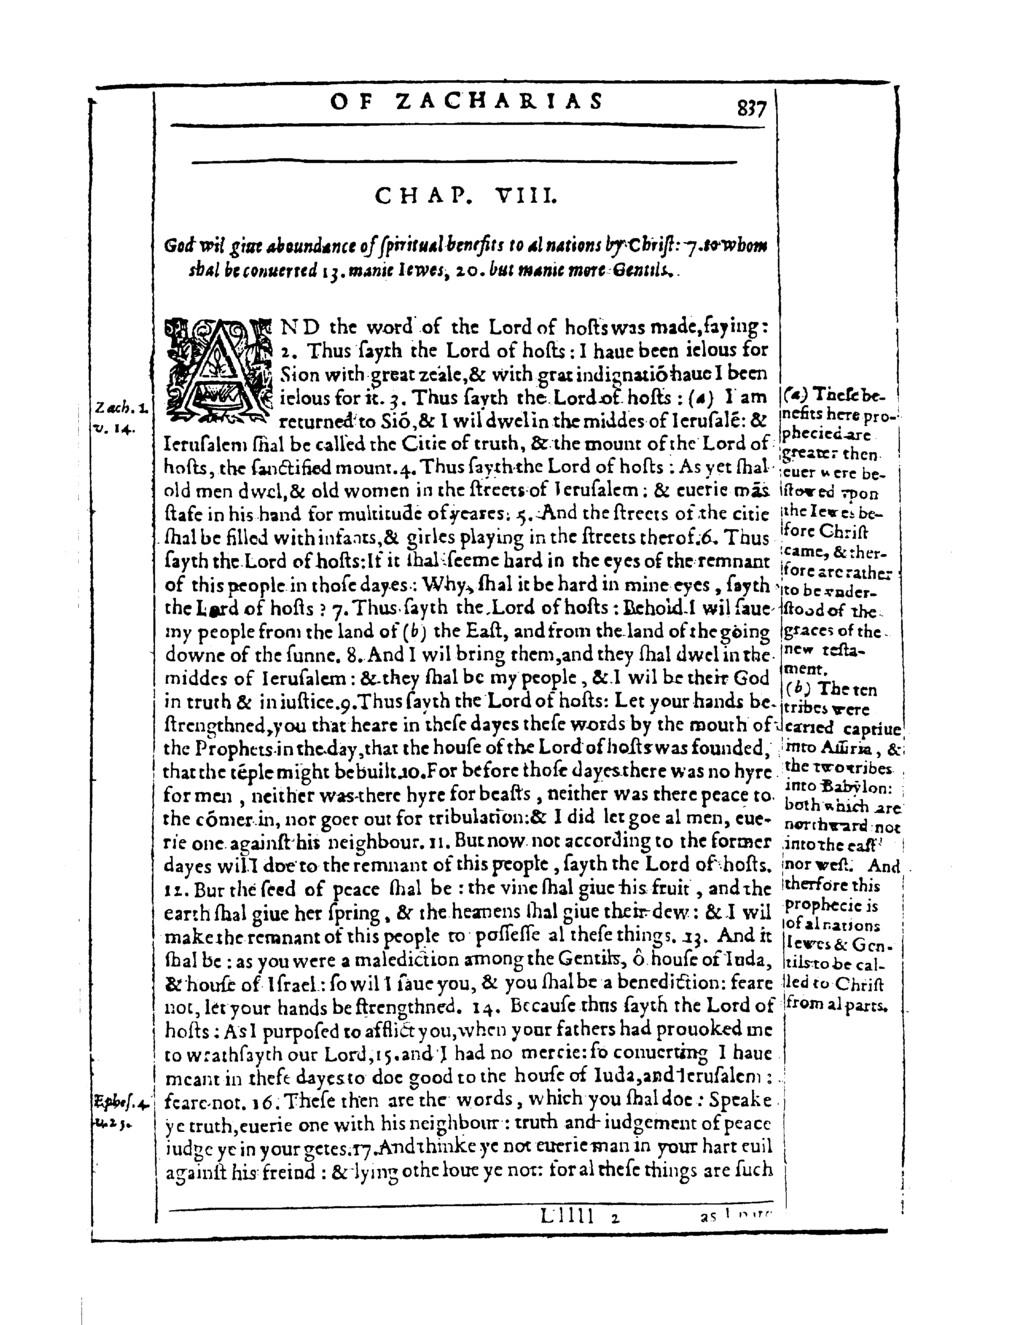 OF ZACHARIAS
837
CHAP. VIII.
God wil giue aboundance of ſpiritual benefits to al nations by Chriſt: 7. to whom
shal be conuerted 13. manie Iewes, 20. but manie more Gentils.
AND the word of the Lord of hoſts was made, ſaying:
2. Thus ſayth the Lord of hoſts: I haue been ielous for
Sion with great zeale, & with grat indignatiō haue I been
ielous for it. 3. Thus ſayth the Lord of hoſts: (a) I am
returned to Sió, & I wil dwel in the middes of Ieruſalé: &
Ieruſalem ſhal be called the Citie of truth, & the mount of the Lord of
hoſts, the ſanctified mount. 4. Thus ſayth the Lord of hoſts: As yet ſhal
old men dwel, & old women in the ſtreets of Ieruſalem: & euerie mās
ſtafe in his hand for multitude of yeares. 5. And the ſtreets of the citie
ſhal be filled with infants, & girles playing in the ſtreets therof. 6. Thus
ſayth the Lord of hoſts: If it ſhal ſeeme hard in the eyes of the remnant
of this people in thoſe dayes: Why, ſhal it be hard in mine eyes, ſayth
the Lord of hoſts? 7. Thus ſayth the Lord of hoſts: Behold I wil ſaue
my people from the land of (b) the Eaſt, and from the land of the going
downe of the ſunne. 8. And I wil bring them, and they ſhal dwel in the
middes of Ieruſalem: & they ſhal be my people, & I wil be their God
in truth & in iuſtice. 9. Thus ſayth the Lord of hoſts: Let your hands be
ſtrengthned, you that heare in theſe dayes theſe words by the mouth of
the Prophets in the day, that the houſe of the Lord of hoſts was founded,
that the téple might be built. 10. For before thoſe dayes there was no hyre
for men, neither was there hyre for beaſts, neither was there peace to
the cómer in, nor goer out for tribulation: & I did let goe al men, eue-
rie one againſt his neighbour. 11. But now not according to the former
dayes wil I doe to the remnant of this people, ſayth the Lord of hoſts.
12. But the ſeed of peace ſhal be: the vine ſhal giue his fruit, and the
earth ſhal giue her ſpring, & the heauens ſhal giue their dew: & I wil
make the remnant of this people to poſſeſſe al theſe things. 13. And it
ſhal be: as you were a malediction among the Gentils, ô houſe of Iuda,
& houſe of Iſrael: ſo wil I ſaue you, & you ſhal be a benediction: feare
not, let your hands be ſtrengthned. 14. Becauſe thus ſayth the Lord of
hoſts: As I purpoſed to afflict you, when your fathers had prouoked me
to wrath ſayth our Lord, 15. and I had no mercie: ſo conuerting I haue
meant in theſe dayes to doe good to the houſe of Iuda, and Ieruſalem:
feare not. 16. Theſe then are the words, which you ſhal doe: Speake
ye truth, euerie one with his neighbour: truth and iudgement of peace
iudge ye in your getes. 17. And thinke ye not euerie man in your hart euil
againſt his freind: & lying othe loue ye not: for al theſe things are ſuch
Lllll 2
as I
Zach. 1.
v. 14.
Epheſ. 4.
v. 25.
(a) Theſe be-
nefits here pro-
phecied are
greater then
euer were be-
ſtowed vpon
the Iewes be-
fore Chriſt
came, & ther-
fore are rather
to be vnder-
ſtood of the
graces of the
new teſta-
ment.
(b) The ten
tribes were
caried captiue
into Aſſiria, &
the two tribes
into Babylon:
both which are
northward not
into the eaſt
nor weſt. And
therfore this
prophecie is
of al nations
Iewes & Gen-
tils to be cal-
led to Chriſt
from al parts.